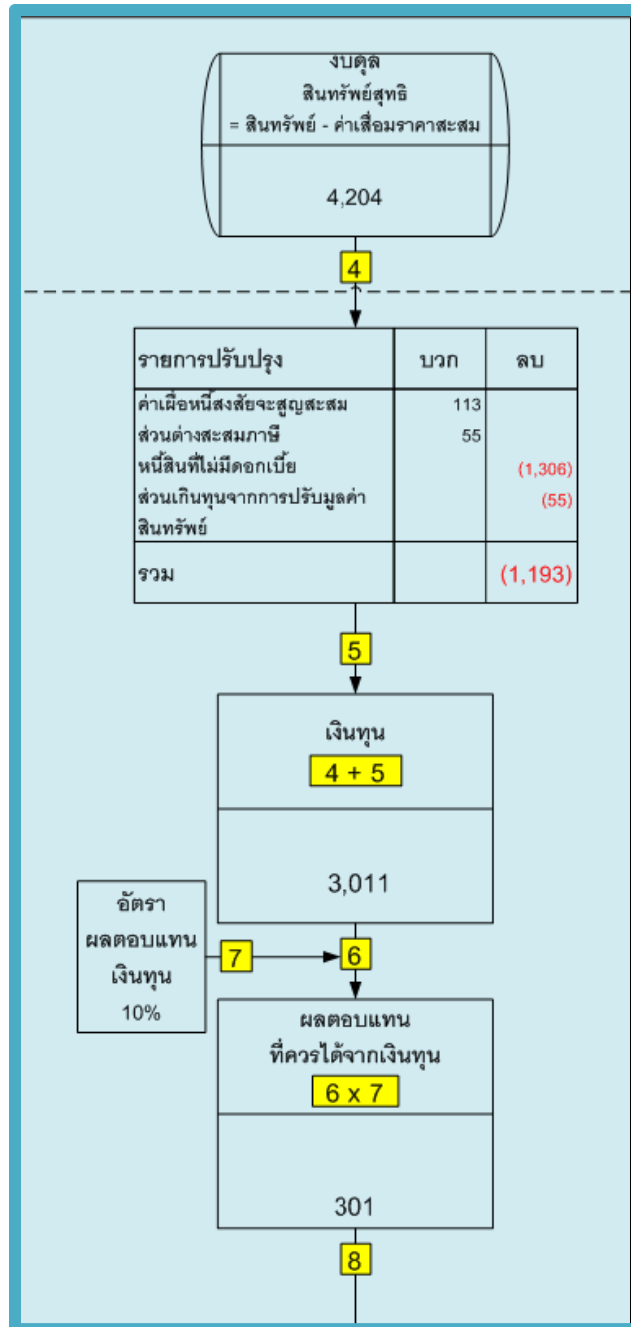 งบดุล
สินทรัพย์สุทธิ
= สินทรัพย์ - ค่าเสื่อมราคาสะสม
4,204
4
รายการปรับปรุง บวก ลบ
ค่าเผื่อหนี้สงสัยจะสูญสะสม 113
ส่วนต่างสะสมภาษี 55
หนี้สินที่ไม่มีดอกเบี้ย (1,306)
ส่วนเกินทุนจากการปรับมูลค่า (55)
สินทรัพย์
รวม (1,193)
5
เงินทุน
4 + 5
3,011
อัตรา
ผลตอบแทน
เงินทุน
10%
7
6
ผลตอบแทน
ที่ควรได้จากเงินทุน
6 x 7
301
8